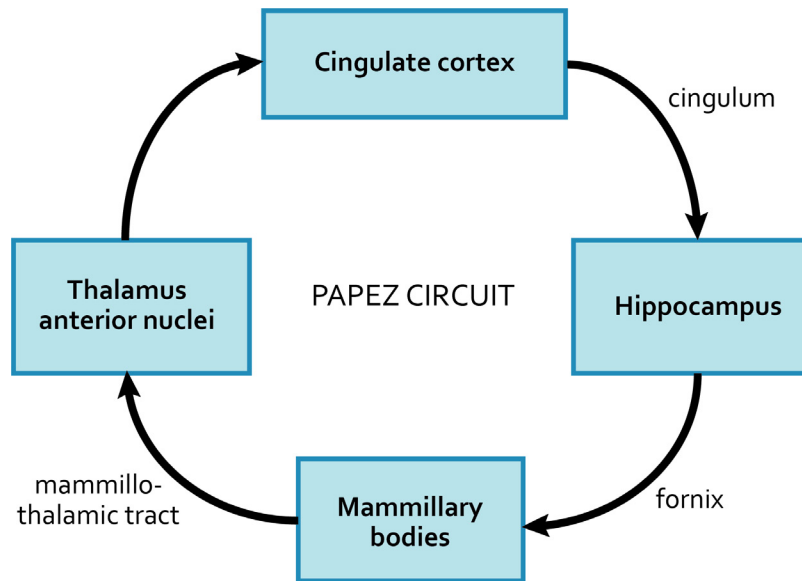 Cingulate cortex
cingulum
Thalamus
anterior nuclei
PAPEZ CIRCUIT
Hippocampus
mammillo-
thalamic tract
Mammillary
bodies
fornix